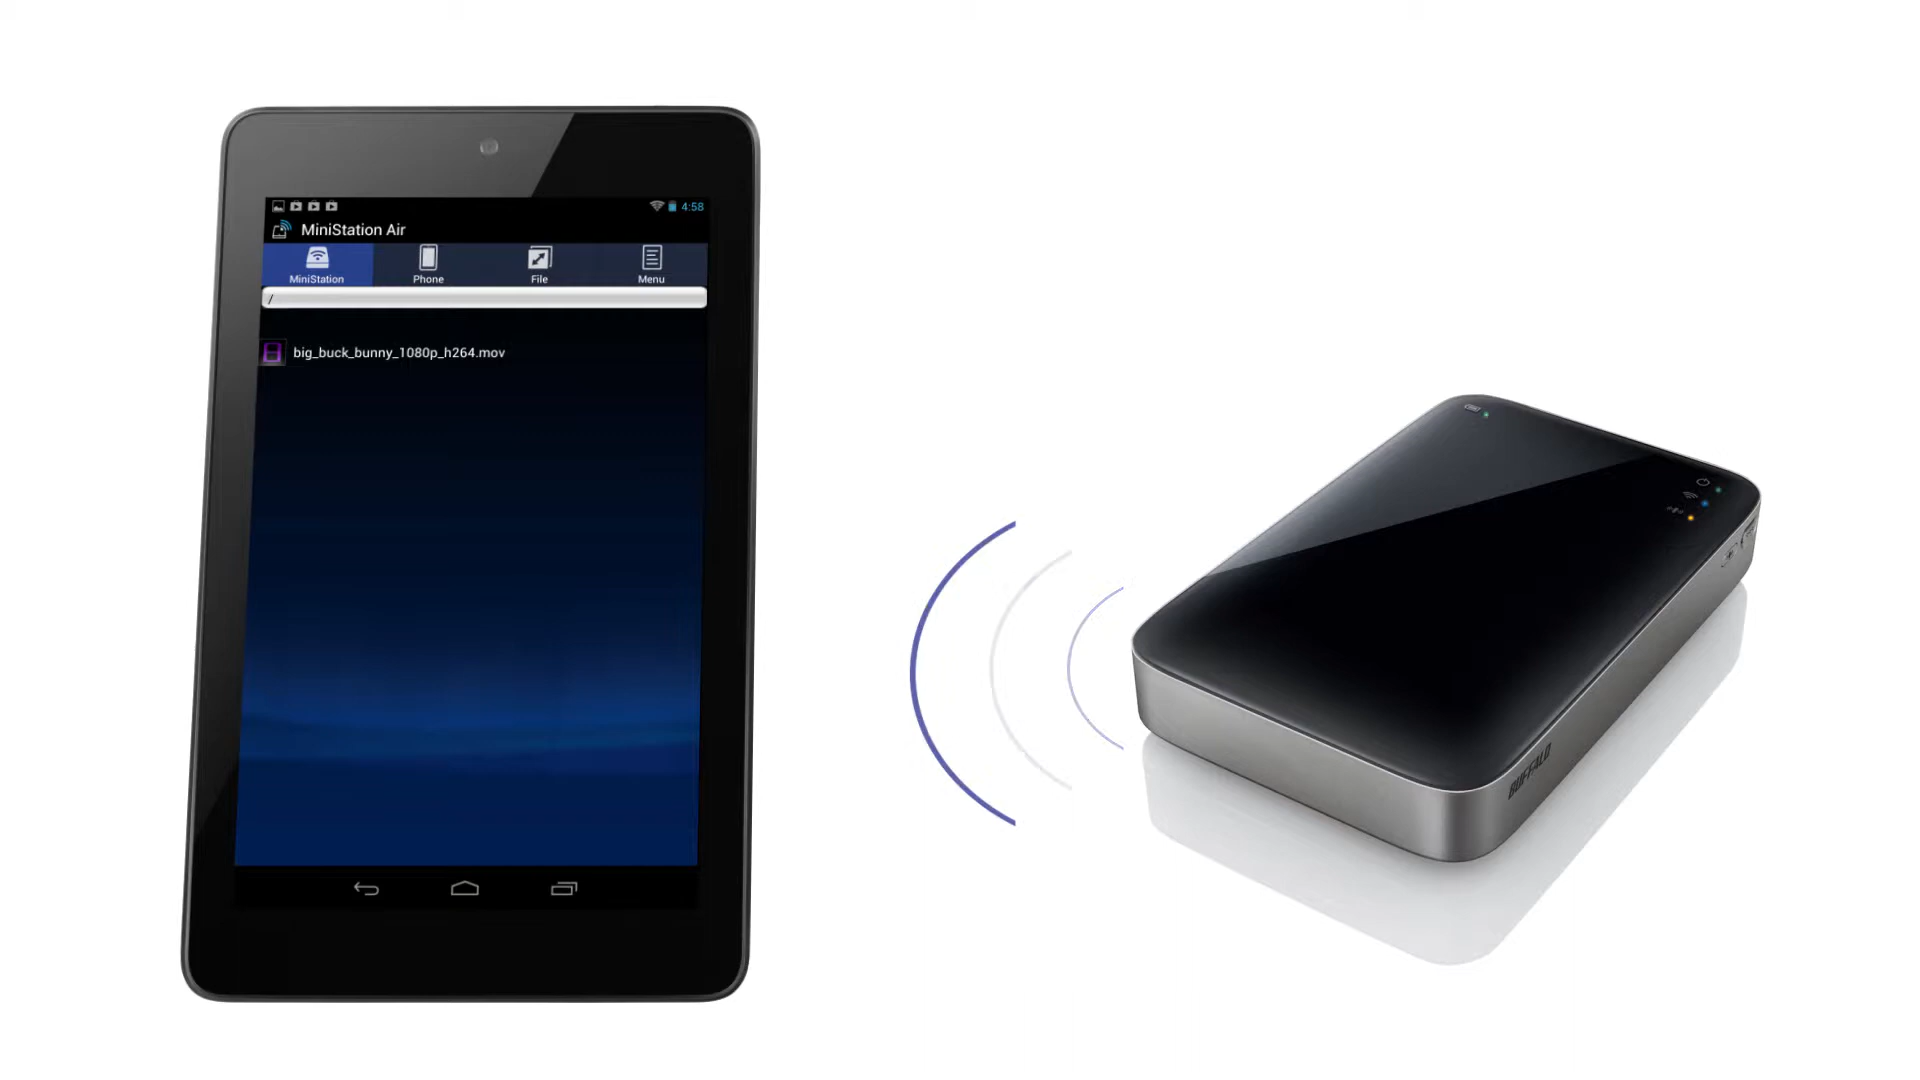 4:58
MiniStation Air
MiniStation Phone File Menu
/
big_buck_bunny_1080p_h264.mov
BUFFALO